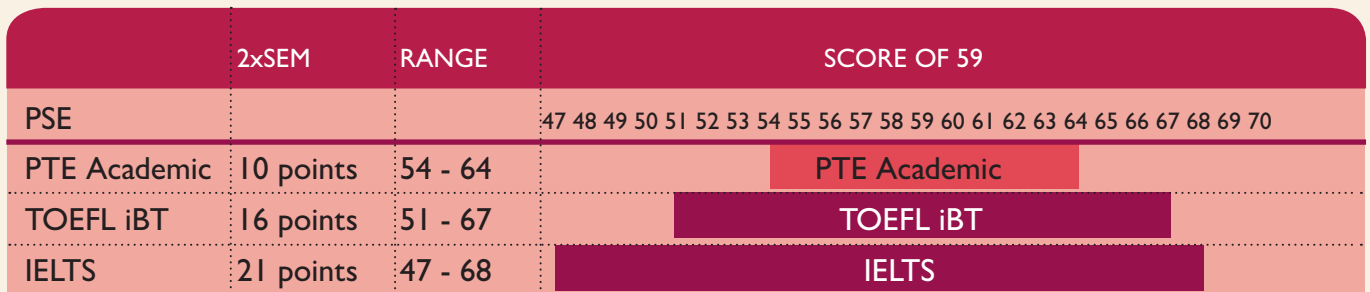 2xSEM RANGE SCORE OF 59
PSE 47 48 49 50 51 52 53 54 55 56 57 58 59 60 61 62 63 64 65 66 67 68 69 70
PTE Academic 10 points 54 - 64 PTE Academic
TOEFL iBT 16 points 51 - 67 TOEFL iBT
IELTS 21 points 47 - 68 IELTS